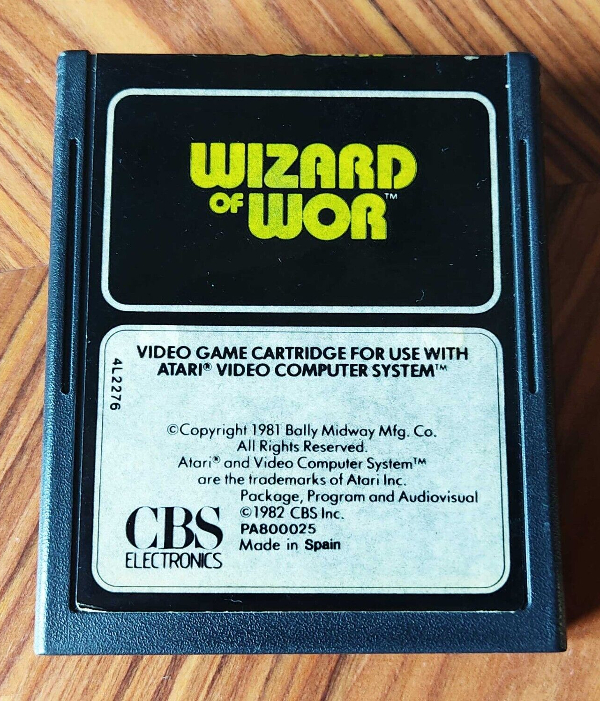 WIZARD
OF WOR™
VIDEO GAME CARTRIDGE FOR USE WITH
ATARI® VIDEO COMPUTER SYSTEM™
4L2276
©Copyright 1981 Bally Midway Mfg. Co.
All Rights Reserved.
Atari® and Video Computer System™
are the trademarks of Atari Inc.
Package, Program and Audiovisual
©1982 CBS Inc.
PA800025
Made in Spain
CBS
ELECTRONICS